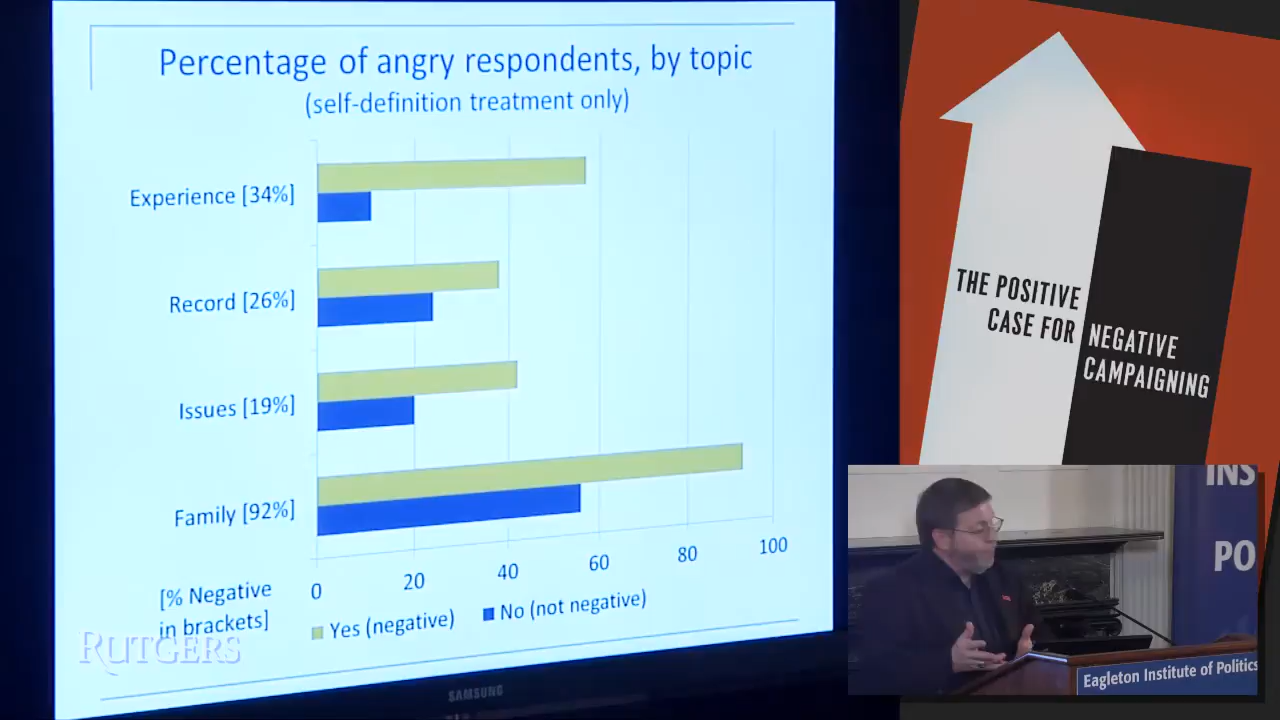 Percentage of angry respondents, by topic
(self-definition treatment only)
Experience [34%]
Record [26%]
Issues [19%]
Family [92%]
0
20
40
60
80
100
[% Negative
in brackets]
Yes (negative)
No (not negative)
RUTGERS
SAMSUNG
THE POSITIVE
CASE FOR
NEGATIVE
CAMPAIGNING
INS
PO
Eagleton Institute of Politics